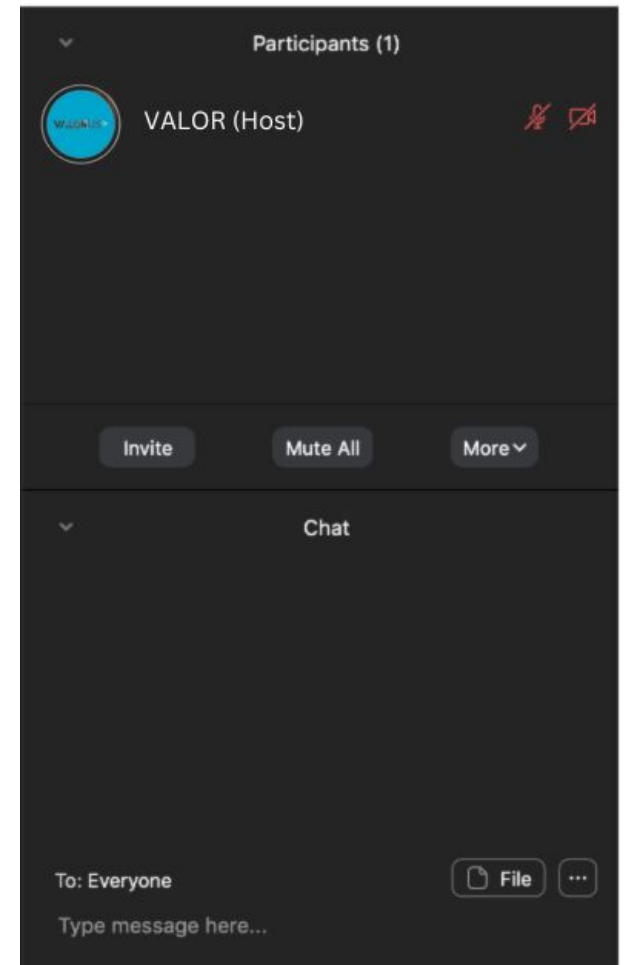 Participants (1)
VALOR (Host)
Invite Mute All More
Chat
To: Everyone File ...
Type message here...